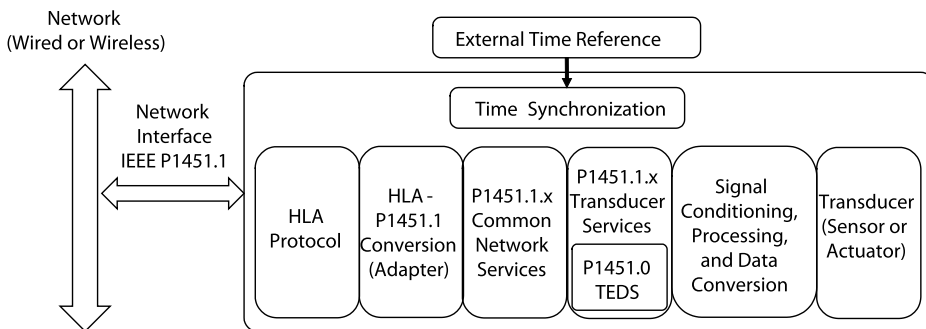 Network
(Wired or Wireless)
External Time Reference
Time Synchronization
Network
Interface
IEEE P1451.1
HLA
Protocol
HLA -
P1451.1
Conversion
(Adapter)
P1451.1.x
Common
Network
Services
P1451.1.x
Transducer
Services
P1451.0
TEDS
Signal
Conditioning,
Processing,
and Data
Conversion
Transducer
(Sensor or
Actuator)